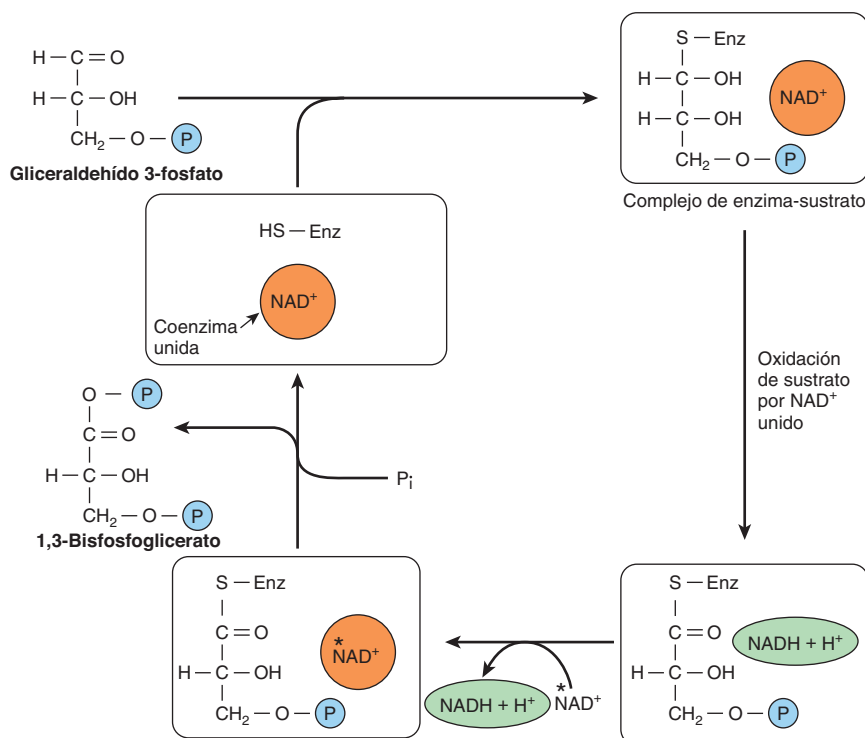 H — C = O
H — C — OH
CH₂ — O — P
Gliceraldehído 3-fosfato
S — Enz
H — C — OH
H — C — OH
CH₂ — O — P
NAD⁺
Complejo de enzima-sustrato
HS — Enz
NAD⁺
Coenzima
unida
Oxidación
de sustrato
por NAD⁺
unido
O — P
C = O
H — C — OH
CH₂ — O — P
1,3-Bisfosfoglicerato
Pᵢ
S — Enz
C = O
H — C — OH
CH₂ — O — P
*
NAD⁺
NADH + H⁺
*
NAD⁺
S — Enz
C = O
H — C — OH
CH₂ — O — P
NADH + H⁺